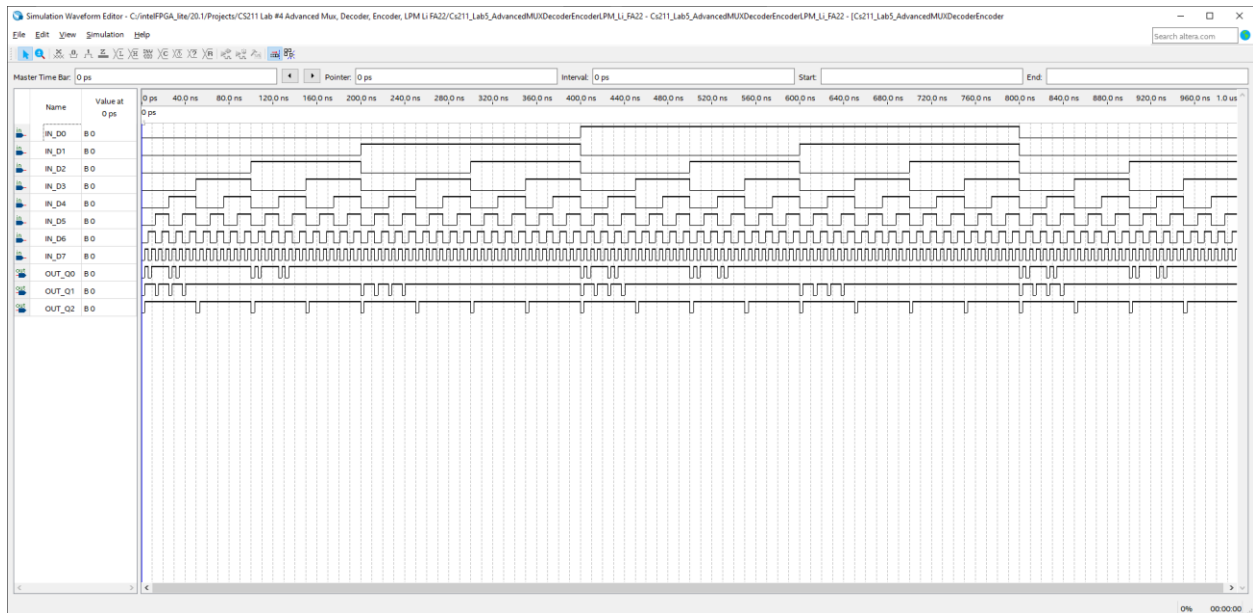 Simulation Waveform Editor - C:/intelFPGA_lite/20.1/Projects/CS211 Lab #4 Advanced Mux, Decoder, Encoder, LPM Li FA22/Cs211_Lab5_AdvancedMUXDecoderEncoderLPM_Li_FA22 - Cs211_Lab5_AdvancedMUXDecoderEncoderLPM_Li_FA22 - [Cs211_Lab5_AdvancedMUXDecoderEncoder
File Edit View Simulation Help
Search altera.com
Master Time Bar: 0 ps Pointer: 0 ps Interval: 0 ps Start: End:
Name Value at 0 ps
0 ps 40.0 ns 80.0 ns 120.0 ns 160.0 ns 200.0 ns 240.0 ns 280.0 ns 320.0 ns 360.0 ns 400.0 ns 440.0 ns 480.0 ns 520.0 ns 560.0 ns 600.0 ns 640.0 ns 680.0 ns 720.0 ns 760.0 ns 800.0 ns 840.0 ns 880.0 ns 920.0 ns 960.0 ns 1.0 us
0 ps
IN_D0 B 0
IN_D1 B 0
IN_D2 B 0
IN_D3 B 0
IN_D4 B 0
IN_D5 B 0
IN_D6 B 0
IN_D7 B 0
OUT_Q0 B 0
OUT_Q1 B 0
OUT_Q2 B 0
0% 00:00:00